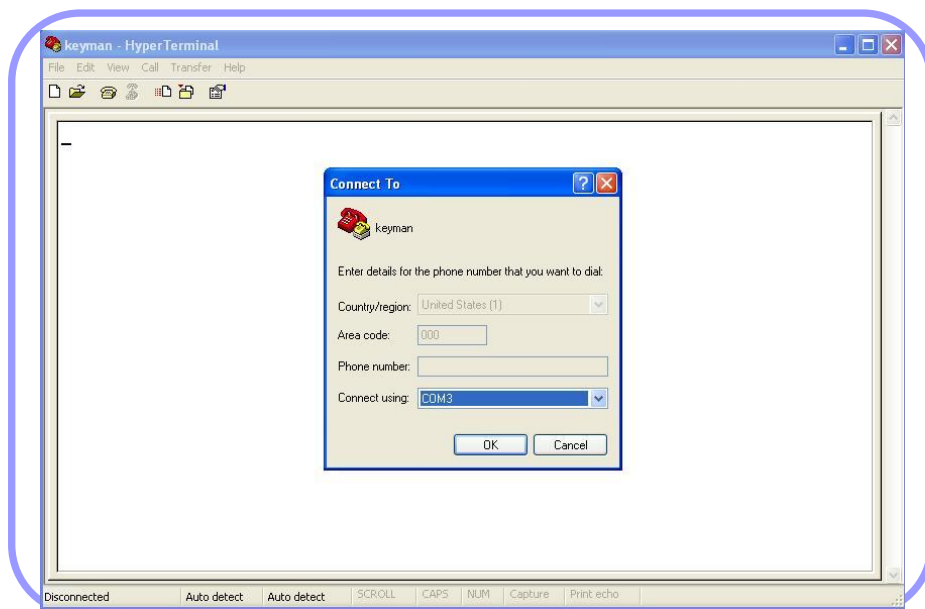 keyman - HyperTerminal
File Edit View Call Transfer Help
Connect To
keyman
Enter details for the phone number that you want to dial:
Country/region: United States (1)
Area code: 000
Phone number:
Connect using: COM3
OK Cancel
Disconnected Auto detect Auto detect SCROLL CAPS NUM Capture Print echo